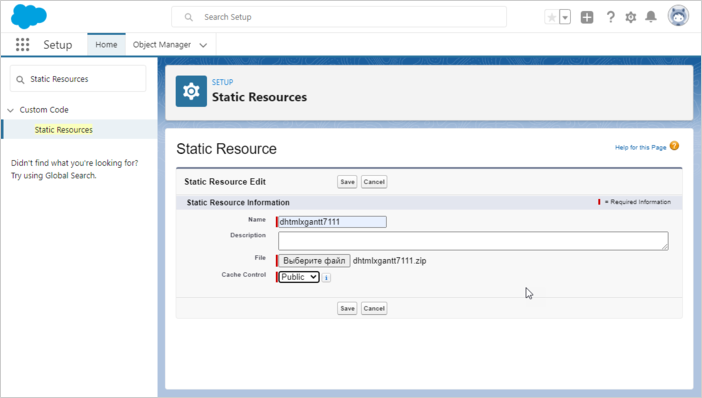 Search Setup
Setup
Home
Object Manager
Static Resources
Custom Code
Static Resources
Didn't find what you're looking for?
Try using Global Search.
SETUP
Static Resources
Static Resource
Help for this Page ?
Static Resource Edit
Save Cancel
Static Resource Information
= Required Information
Name dhtmlxgantt7111
Description
File Выберите файл dhtmlxgantt7111.zip
Cache Control Public i
Save Cancel